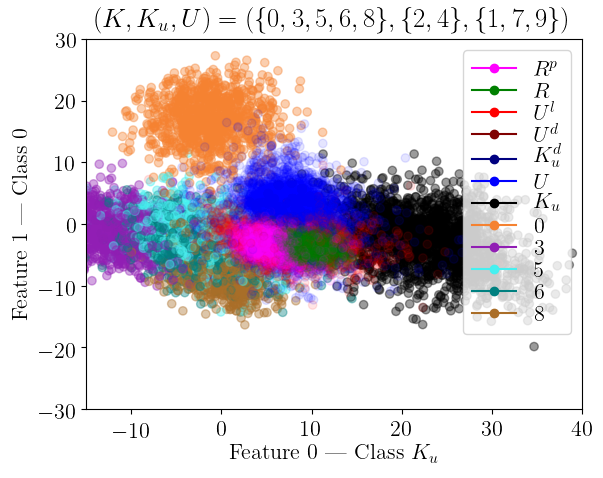 (K, K_u, U) = ({0, 3, 5, 6, 8}, {2, 4}, {1, 7, 9})
30
20
10
0
−10
−20
−30
Feature 1 — Class 0
−10 0 10 20 30 40
Feature 0 — Class K_u
R^p
R
U^l
U^d
K_u^d
U
K_u
0
3
5
6
8